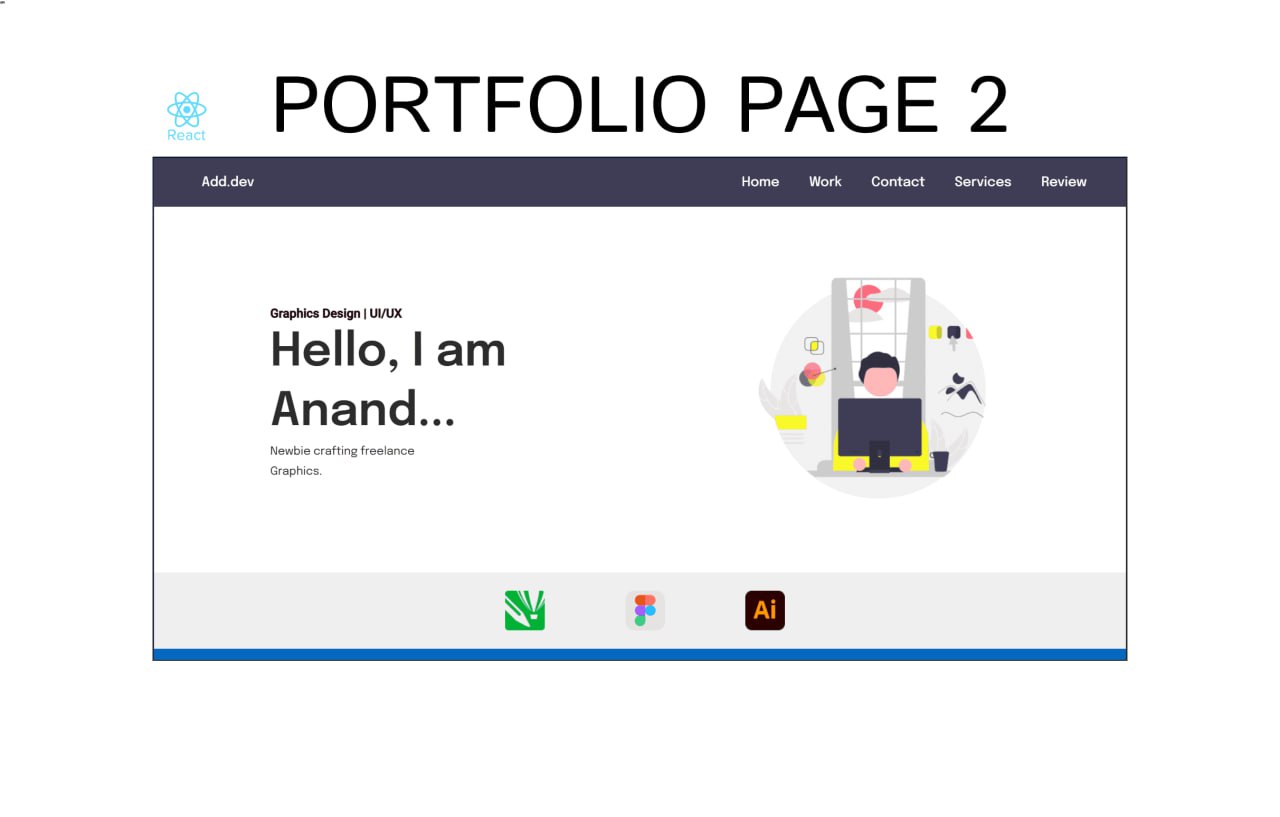 PORTFOLIO PAGE 2
React
Add.dev
Home Work Contact Services Review
Graphics Design | UI/UX
Hello, I am
Anand...
Newbie crafting freelance
Graphics.
Ai